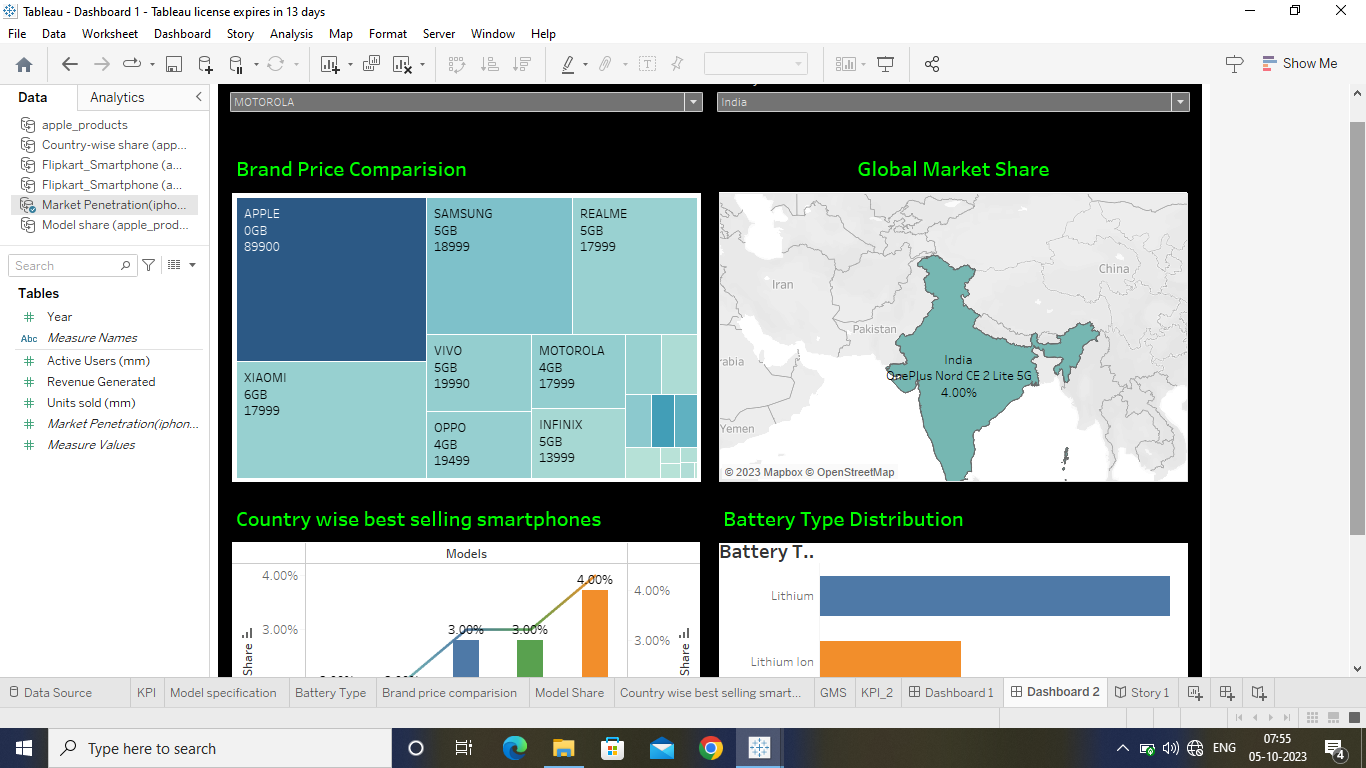 Tableau - Dashboard 1 - Tableau license expires in 13 days
File Data Worksheet Dashboard Story Analysis Map Format Server Window Help
Show Me
Data Analytics
apple_products
Country-wise share (app...
Flipkart_Smartphone (a...
Flipkart_Smartphone (a...
Market Penetration(ipho...
Model share (apple_prod...
Search
Tables
Year
Abc Measure Names
Active Users (mm)
Revenue Generated
Units sold (mm)
Market Penetration(iphon...
Measure Values
MOTOROLA
India
Brand Price Comparision
APPLE
0GB
89900
SAMSUNG
5GB
18999
REALME
5GB
17999
XIAOMI
6GB
17999
VIVO
5GB
19990
MOTOROLA
4GB
17999
OPPO
4GB
19499
INFINIX
5GB
13999
Global Market Share
Iran
China
Pakistan
rabia
Yemen
India
OnePlus Nord CE 2 Lite 5G
4.00%
© 2023 Mapbox © OpenStreetMap
Country wise best selling smartphones
Models
4.00%
3.00%
Share
3.00%
3.00%
4.00%
4.00%
3.00%
Share
Battery Type Distribution
Battery T..
Lithium
Lithium Ion
Data Source KPI Model specification Battery Type Brand price comparision Model Share Country wise best selling smart... GMS KPI_2 Dashboard 1 Dashboard 2 Story 1
Type here to search
ENG
07:55
05-10-2023
4